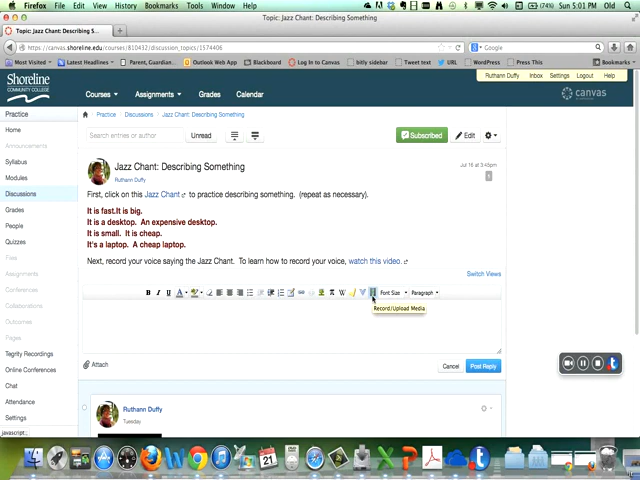 Firefox File Edit View History Bookmarks Tools Window Help
(74%) Sun 5:01 PM Old
Topic: Jazz Chant: Describing Something
Topic: Jazz Chant: Describing S...
https://canvas.shoreline.edu/courses/810432/discussion_topics/1574406
Google
Most Visited Latest Headlines Parent, Guardian... Outlook Web App Blackboard Log In to Canvas bitly sidebar Tweet text URL WordPress Press This Bookmarks
Ruthann Duffy Inbox Settings Logout Help
Shoreline
COMMUNITY COLLEGE
Courses Assignments Grades Calendar
canvas
Practice
Practice Discussions Jazz Chant: Describing Something
Home
Announcements
Syllabus
Modules
Discussions
Grades
People
Quizzes
Files
Assignments
Conferences
Collaborations
Outcomes
Pages
Tegrity Recordings
Online Conferences
Chat
Attendance
Settings
javascript:
Search entries or author Unread Subscribed Edit
Jazz Chant: Describing Something
Ruthann Duffy
Jul 16 at 3:45pm
1
First, click on this Jazz Chant to practice describing something. (repeat as necessary).
It is fast.It is big.
It is a desktop. An expensive desktop.
It is small. It is cheap.
It's a laptop. A cheap laptop.
Next, record your voice saying the Jazz Chant. To learn how to record your voice, watch this video.
Switch Views
B I U A Font Size Paragraph
Record/Upload Media
Attach
Cancel Post Reply
Ruthann Duffy
Tuesday